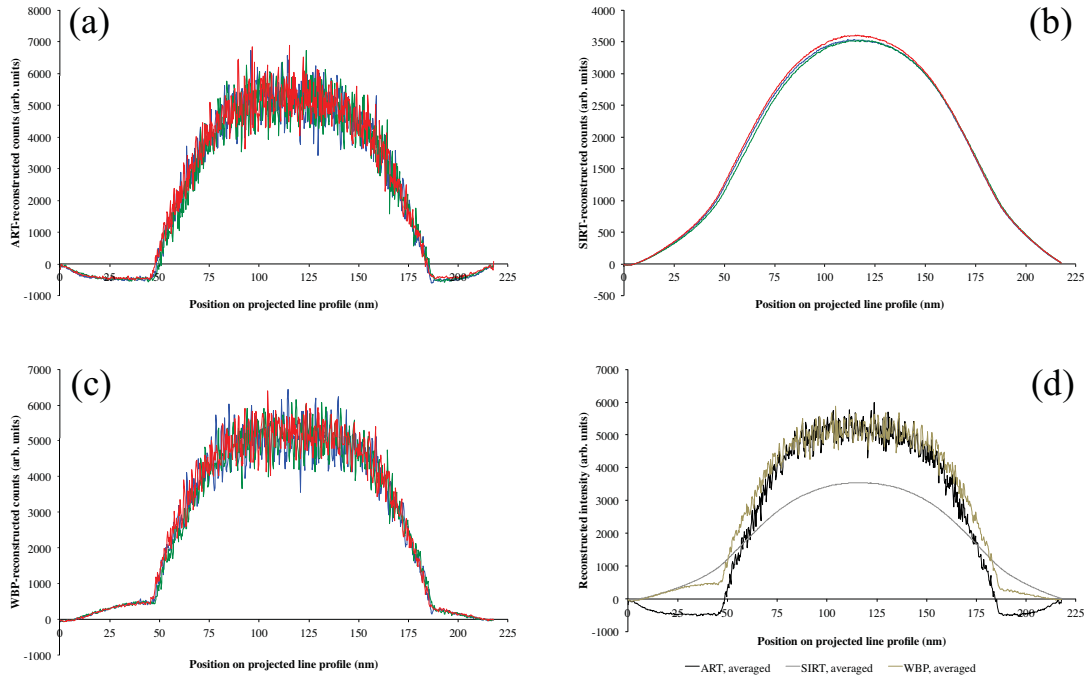 (a)
8000
7000
6000
5000
4000
3000
2000
1000
0
-1000
ART-reconstructed counts (arb. units)
0 25 50 75 100 125 150 175 200 225
Position on projected line profile (nm)
(b)
4000
3500
3000
2500
2000
1500
1000
500
0
-500
SIRT-reconstructed counts (arb. units)
0 25 50 75 100 125 150 175 200 225
Position on projected line profile (nm)
(c)
7000
6000
5000
4000
3000
2000
1000
0
-1000
WBP-reconstructed counts (arb. units)
0 25 50 75 100 125 150 175 200 225
Position on projected line profile (nm)
(d)
7000
6000
5000
4000
3000
2000
1000
0
-1000
Reconstructed intensity (arb. units)
0 25 50 75 100 125 150 175 200 225
Position on projected line profile (nm)
ART, averaged SIRT, averaged WBP, averaged